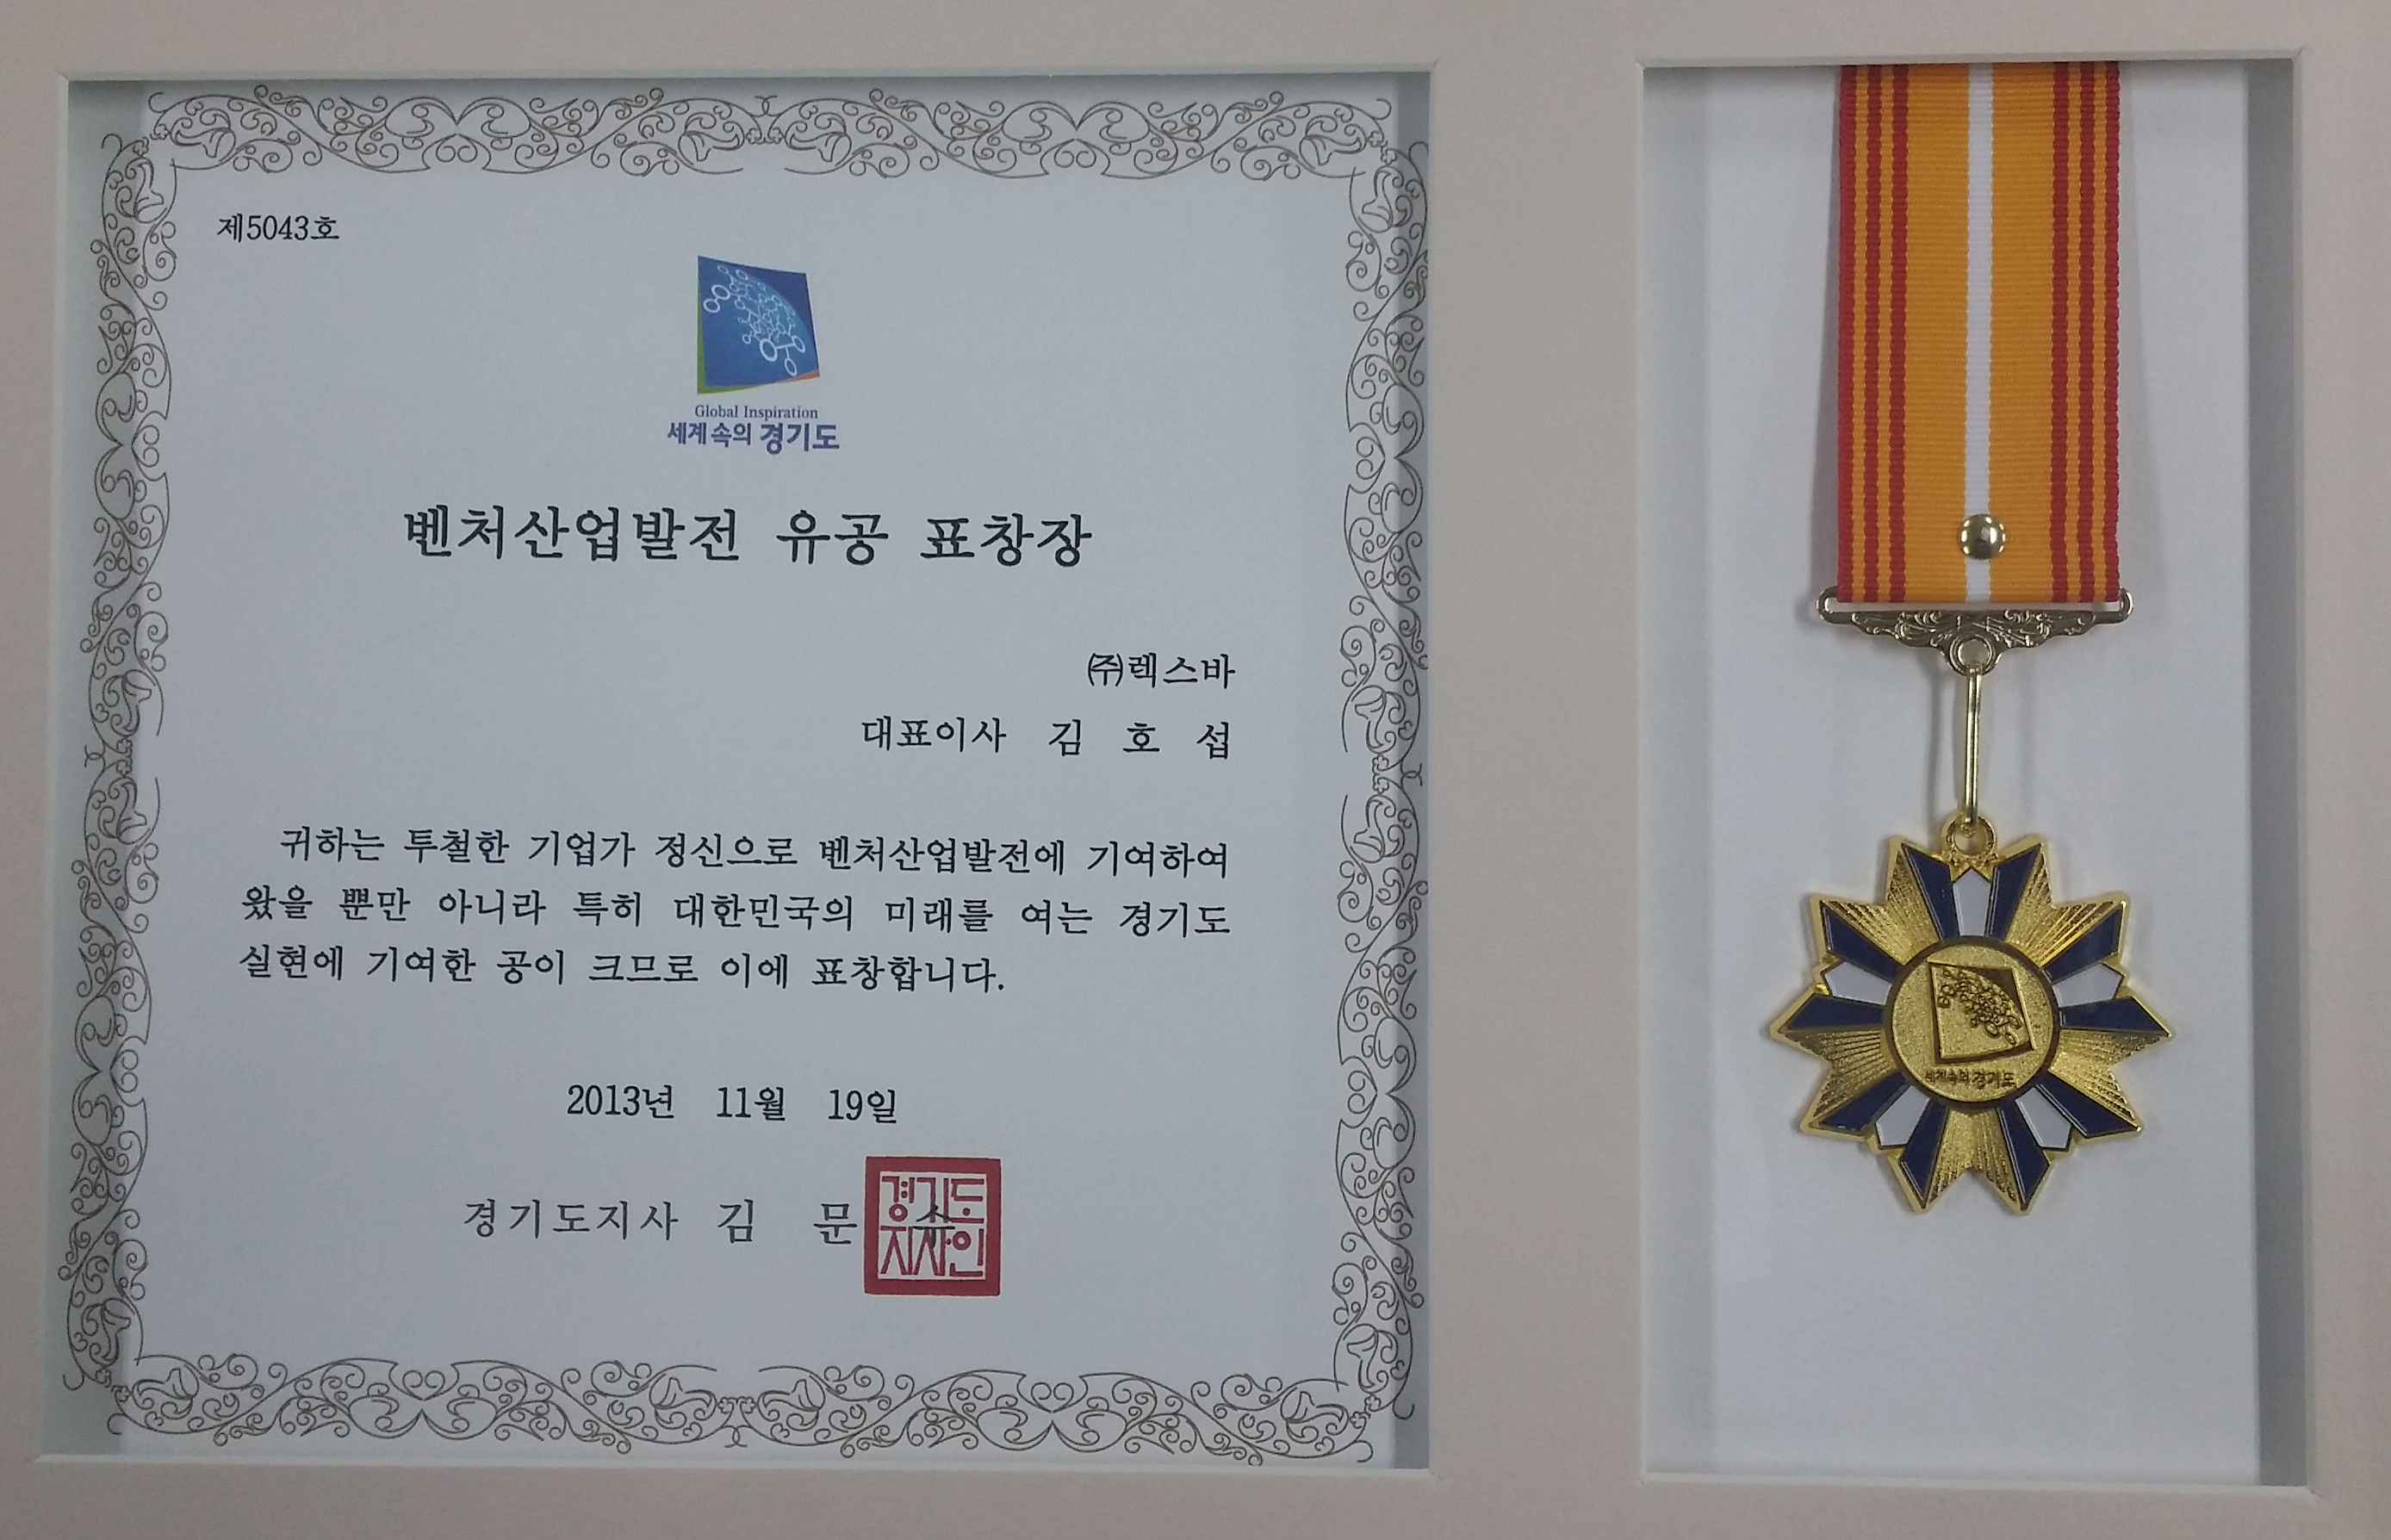 제5043호
Global Inspiration
세계속의 경기도
벤처산업발전 유공 표창장
㈜렉스바
대표이사 김 호 섭
귀하는 투철한 기업가 정신으로 벤처산업발전에 기여하여
왔을 뿐만 아니라 특히 대한민국의 미래를 여는 경기도
실현에 기여한 공이 크므로 이에 표창합니다.
2013년 11월 19일
경기도지사 김 문 수
경기도
지사인
세계속의 경기도